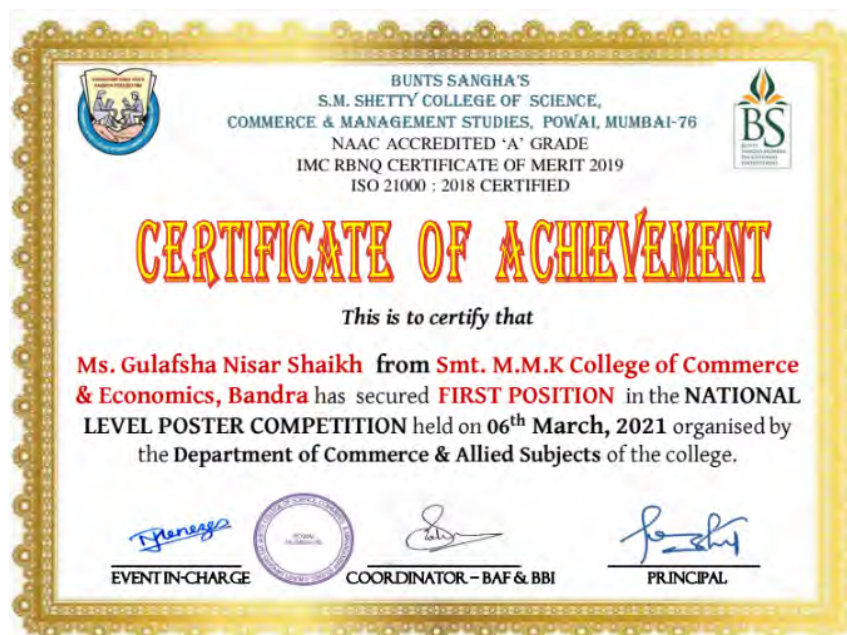 BUNTS SANGHA'S
S.M. SHETTY COLLEGE OF SCIENCE,
COMMERCE & MANAGEMENT STUDIES, POWAI, MUMBAI-76
NAAC ACCREDITED ‘A’ GRADE
IMC RBNQ CERTIFICATE OF MERIT 2019
ISO 21000 : 2018 CERTIFIED
BS
CERTIFICATE OF ACHIEVEMENT
This is to certify that
Ms. Gulafsha Nisar Shaikh from Smt. M.M.K College of Commerce
& Economics, Bandra has secured FIRST POSITION in the NATIONAL
LEVEL POSTER COMPETITION held on 06th March, 2021 organised by
the Department of Commerce & Allied Subjects of the college.
EVENT IN-CHARGE
COORDINATOR – BAF & BBI
PRINCIPAL